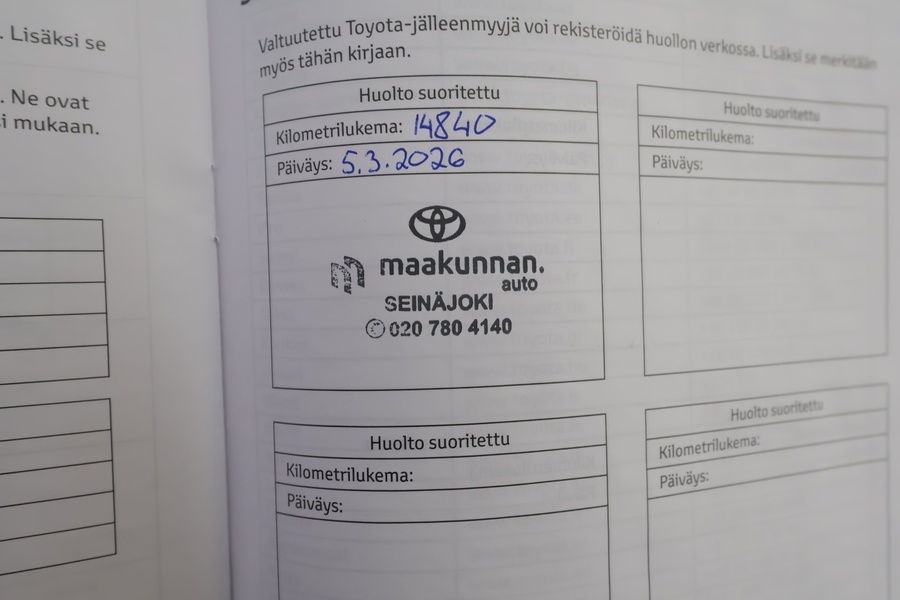 . Lisäksi se
. Ne ovat
i mukaan.
Valtuutettu Toyota-jälleenmyyjä voi rekisteröidä huollon verkossa. Lisäksi se merkitään
myös tähän kirjaan.
Huolto suoritettu
Kilometrilukema: 14840
Päiväys: 5.3.2026
maakunnan.
auto
SEINÄJOKI
020 780 4140
Huolto suoritettu
Kilometrilukema:
Päiväys:
Huolto suoritettu
Kilometrilukema:
Päiväys:
Huolto suoritettu
Kilometrilukema:
Päiväys: